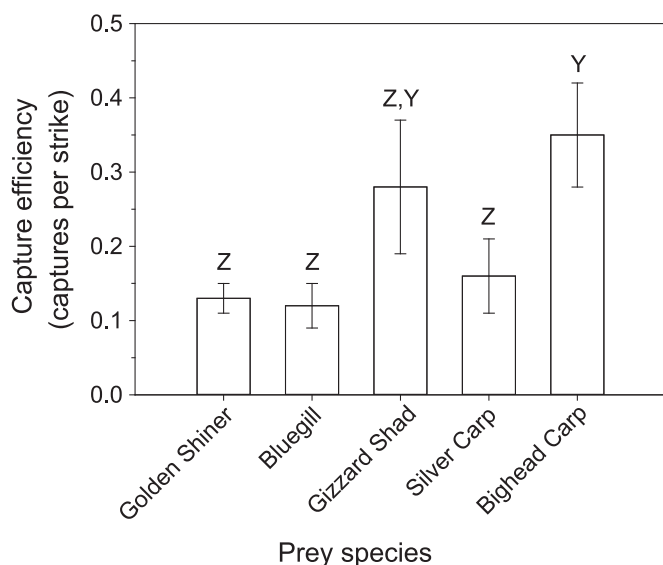 0.5
0.4
0.3
0.2
0.1
0.0
Capture efficiency
(captures per strike)
Z
Z
Z,Y
Z
Y
Golden Shiner
Bluegill
Gizzard Shad
Silver Carp
Bighead Carp
Prey species